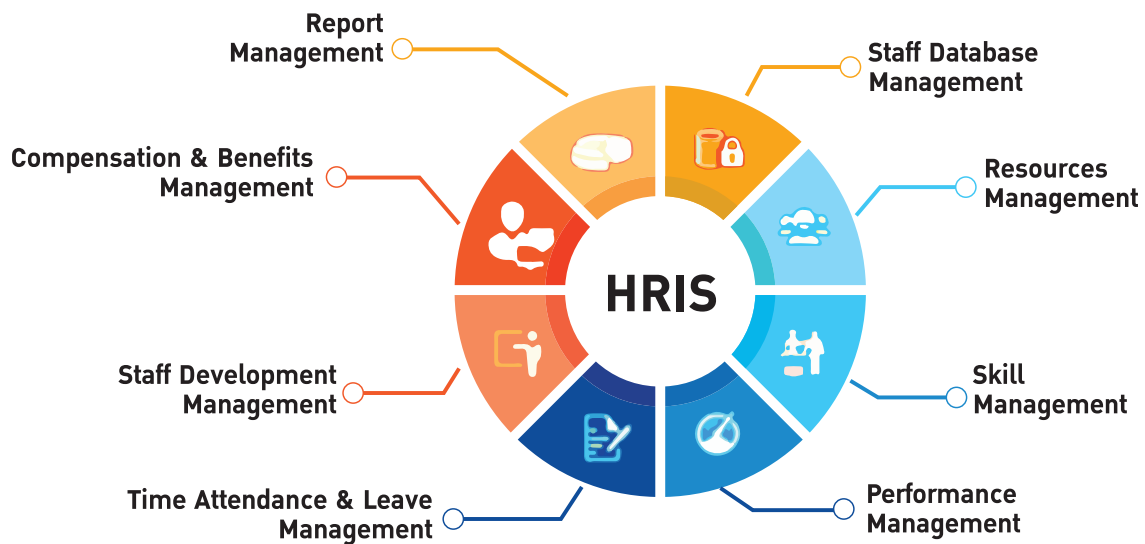 Report
Management
Staff Database
Management
Compensation & Benefits
Management
Resources
Management
HRIS
Staff Development
Management
Skill
Management
Time Attendance & Leave
Management
Performance
Management